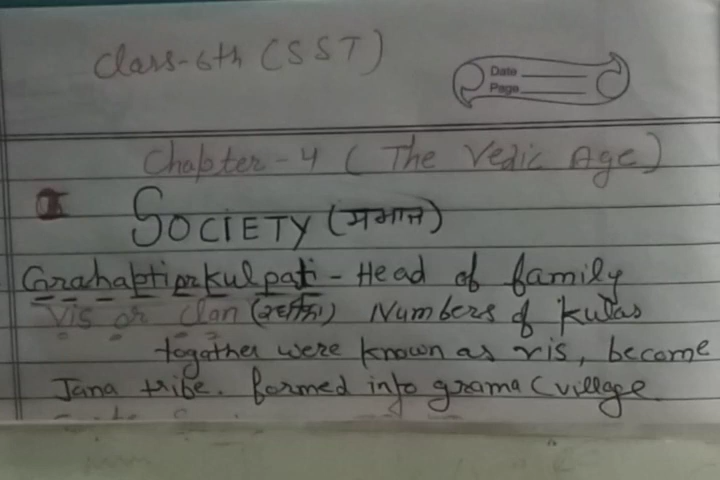 Class-6th (SST)
Date
Page
Chapter-4 (The Vedic Age)
SOCIETY (समाज)
Grahapti or kulpati - Head of family
Vis or Clan Numbers of kulas
togather were known as vis, become
Jana tribe. formed into grama (village